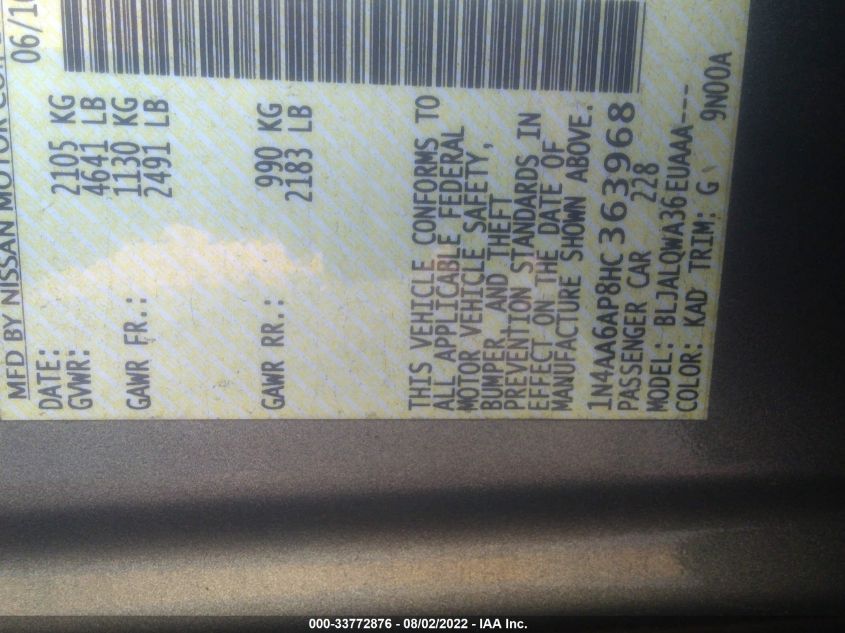 MFD BY NISSAN MOTOR CO.,
DATE: 06/1
GVWR: 2105 KG
4641 LB
GAWR FR.: 1130 KG
2491 LB
GAWR RR.: 990 KG
2183 LB
THIS VEHICLE CONFORMS TO
ALL APPLICABLE FEDERAL
MOTOR VEHICLE SAFETY,
BUMPER, AND THEFT
PREVENTION STANDARDS IN
EFFECT ON THE DATE OF
MANUFACTURE SHOWN ABOVE.
1N4AA6AP8HC363968
PASSENGER CAR 228
MODEL: BLJALQWA36EUAAA---
COLOR: KAD TRIM: G 9N00A
000-33772876 - 08/02/2022 - IAA Inc.